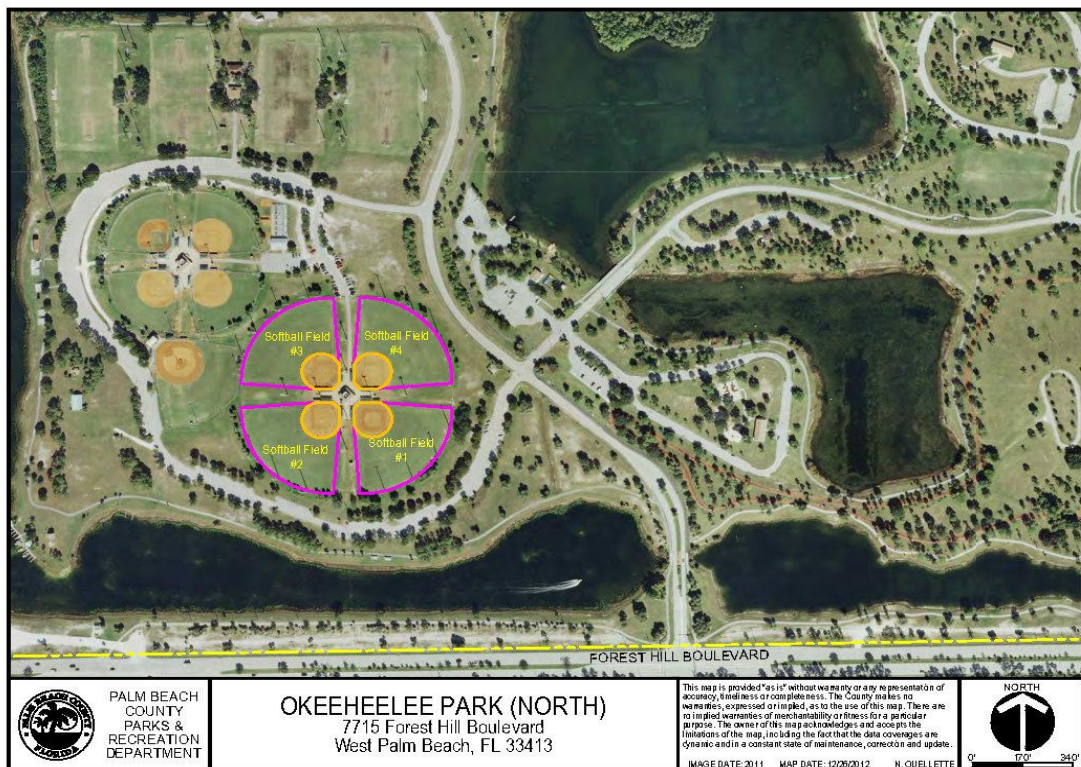 Softball Field
#3
Softball Field
#4
Softball Field
#2
Softball Field
#1
FOREST HILL BOULEVARD
PALM BEACH COUNTY
FLORIDA
PALM BEACH
COUNTY
PARKS &
RECREATION
DEPARTMENT
OKEEHEELEE PARK (NORTH)
7715 Forest Hill Boulevard
West Palm Beach, FL 33413
This map is provided "as is" without warranty or any representation of
accuracy, timeliness or completeness. The County makes no
warranties, expressed or implied, as to the use of this map. There are
no implied warranties of merchantability or fitness for a particular
purpose. The owner of this map acknowledges and accepts the
limitations of the map, including the fact that the data coverages are
dynamic and in a constant state of maintenance, correction and update.
IMAGE DATE: 2011 MAP DATE: 12/26/2012 N. OUELLETTE
NORTH
0' 170' 340'